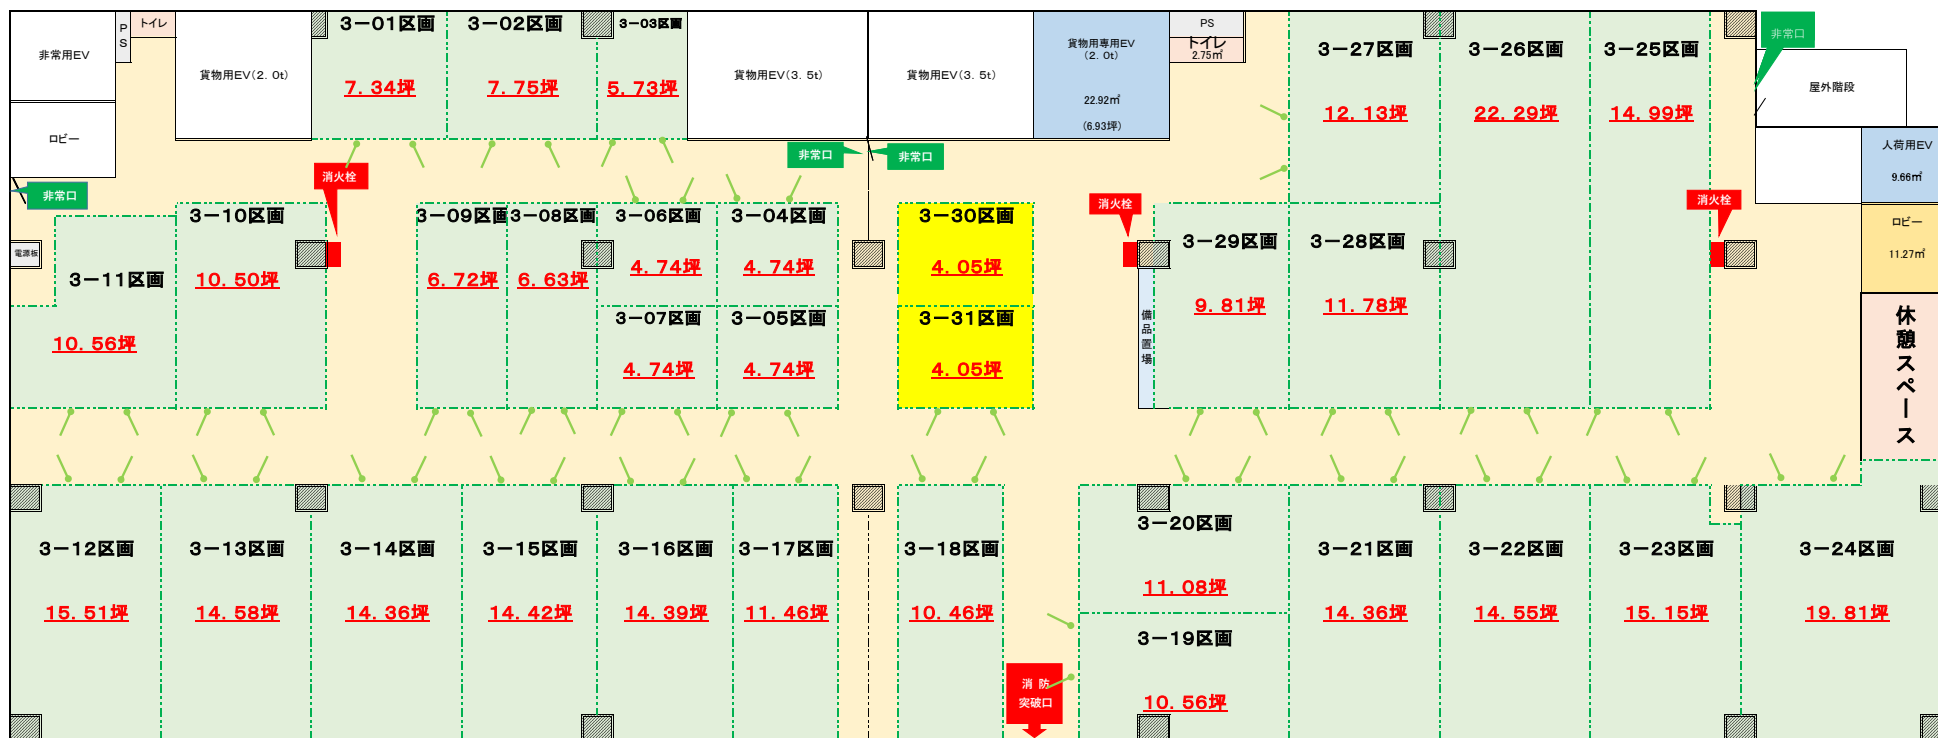 非常用EV
PS
トイレ
貨物用EV(2.0t)
3-01区画
7.34坪
3-02区画
7.75坪
3-03区画
5.73坪
貨物用EV(3.5t)
貨物用EV(3.5t)
貨物用専用EV
(2.0t)
22.92㎡
(6.93坪)
PS
トイレ
2.75㎡
3-27区画
12.13坪
3-26区画
22.29坪
3-25区画
14.99坪
非常口
屋外階段
ロビー
非常口
消火栓
非常口
非常口
人荷用EV
9.66㎡
消火栓
消火栓
ロビー
11.27㎡
電源板
3-11区画
10.56坪
3-10区画
10.50坪
3-09区画
6.72坪
3-08区画
6.63坪
3-06区画
4.74坪
3-04区画
4.74坪
3-07区画
4.74坪
3-05区画
4.74坪
3-30区画
4.05坪
3-31区画
4.05坪
備品置場
3-29区画
9.81坪
3-28区画
11.78坪
休憩スペース
3-12区画
15.51坪
3-13区画
14.58坪
3-14区画
14.36坪
3-15区画
14.42坪
3-16区画
14.39坪
3-17区画
11.46坪
3-18区画
10.46坪
消防
突破口
3-20区画
11.08坪
3-19区画
10.56坪
3-21区画
14.36坪
3-22区画
14.55坪
3-23区画
15.15坪
3-24区画
19.81坪